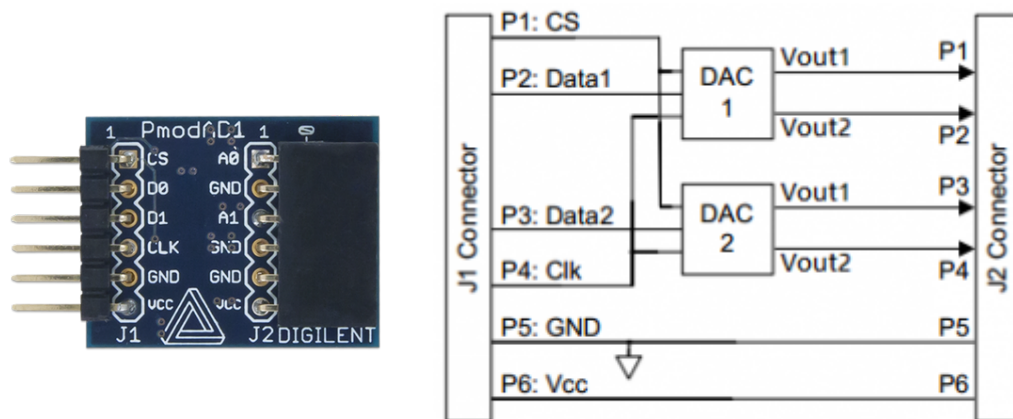 1 PmodAD1 1
CS A0
D0 GND
D1 A1
CLK GND
GND GND
VCC VCC
J1 J2 DIGILENT
J1 Connector
P1: CS
P2: Data1
P3: Data2
P4: Clk
P5: GND
P6: Vcc
DAC
1
Vout1
Vout2
DAC
2
Vout1
Vout2
P1
P2
P3
P4
P5
P6
J2 Connector